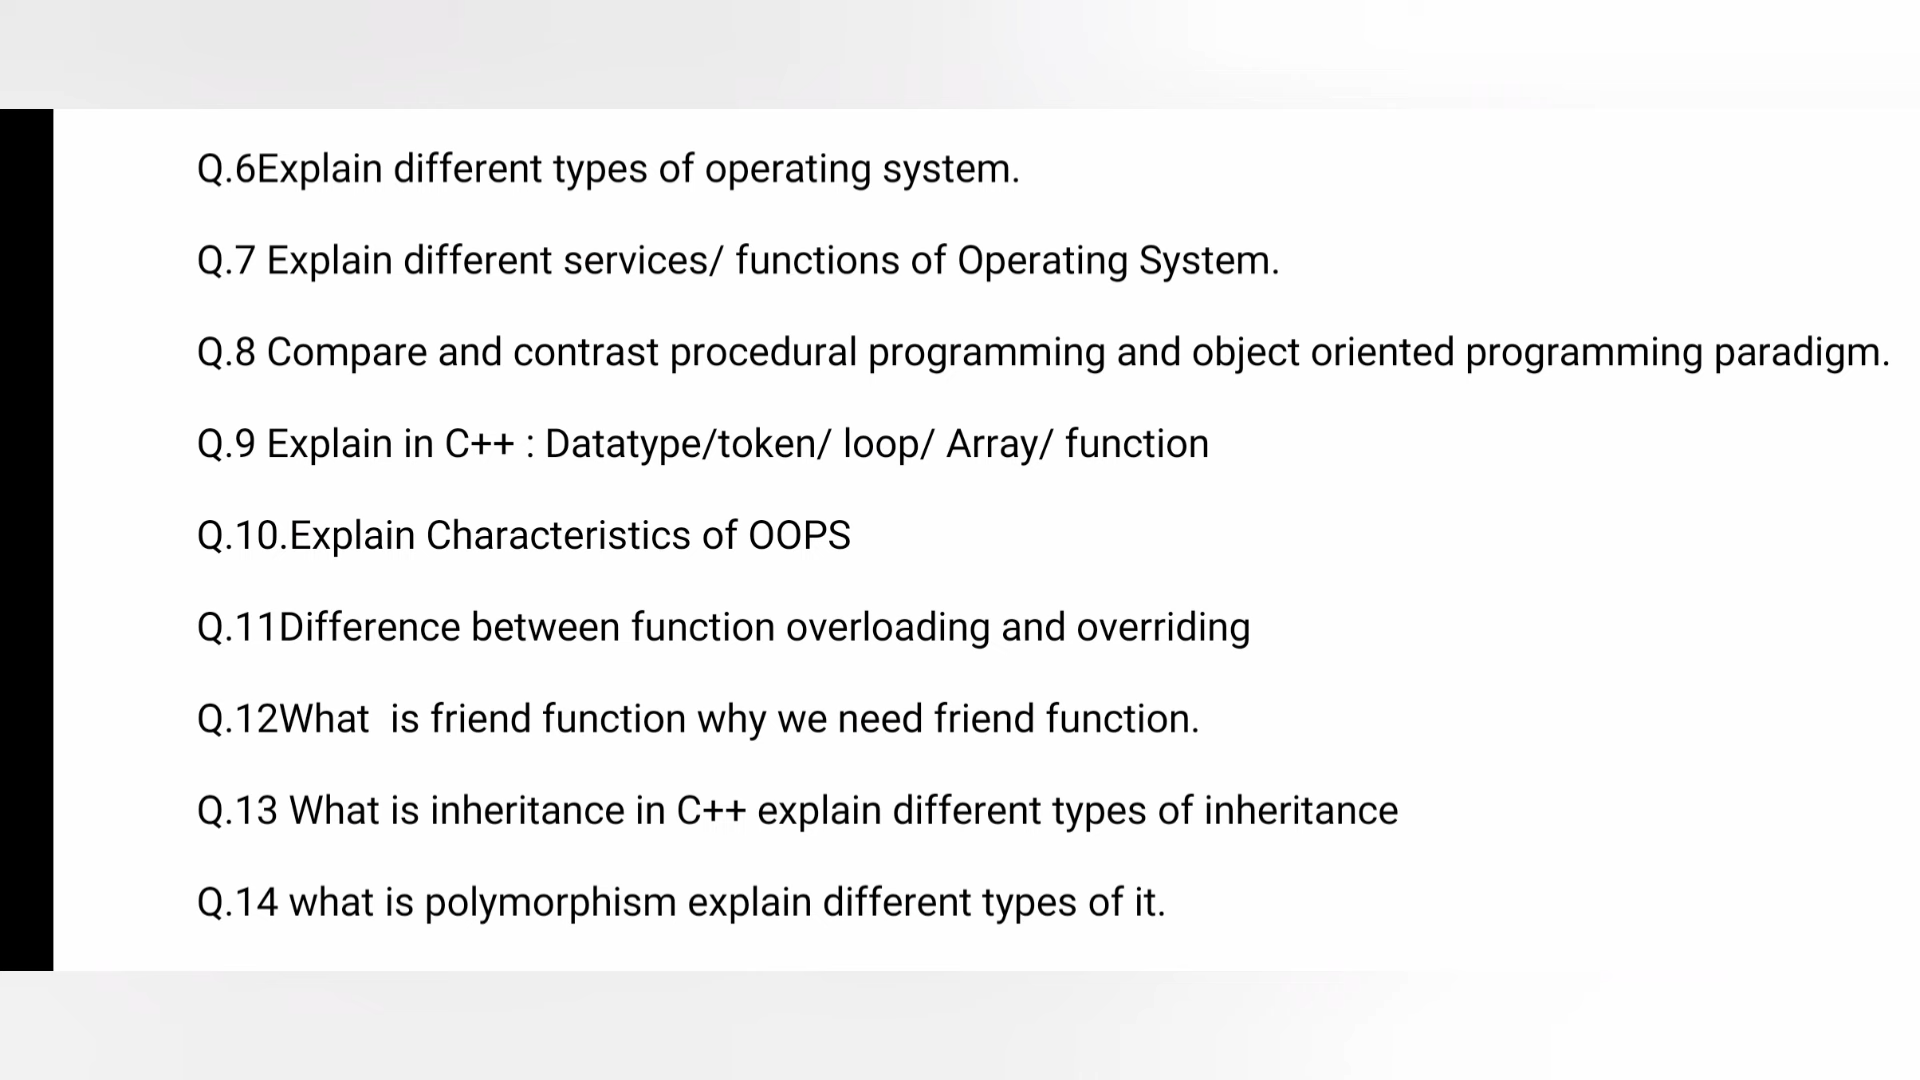 Q.6Explain different types of operating system.
Q.7 Explain different services/ functions of Operating System.
Q.8 Compare and contrast procedural programming and object oriented programming paradigm.
Q.9 Explain in C++ : Datatype/token/ loop/ Array/ function
Q.10.Explain Characteristics of OOPS
Q.11Difference between function overloading and overriding
Q.12What  is friend function why we need friend function.
Q.13 What is inheritance in C++ explain different types of inheritance
Q.14 what is polymorphism explain different types of it.